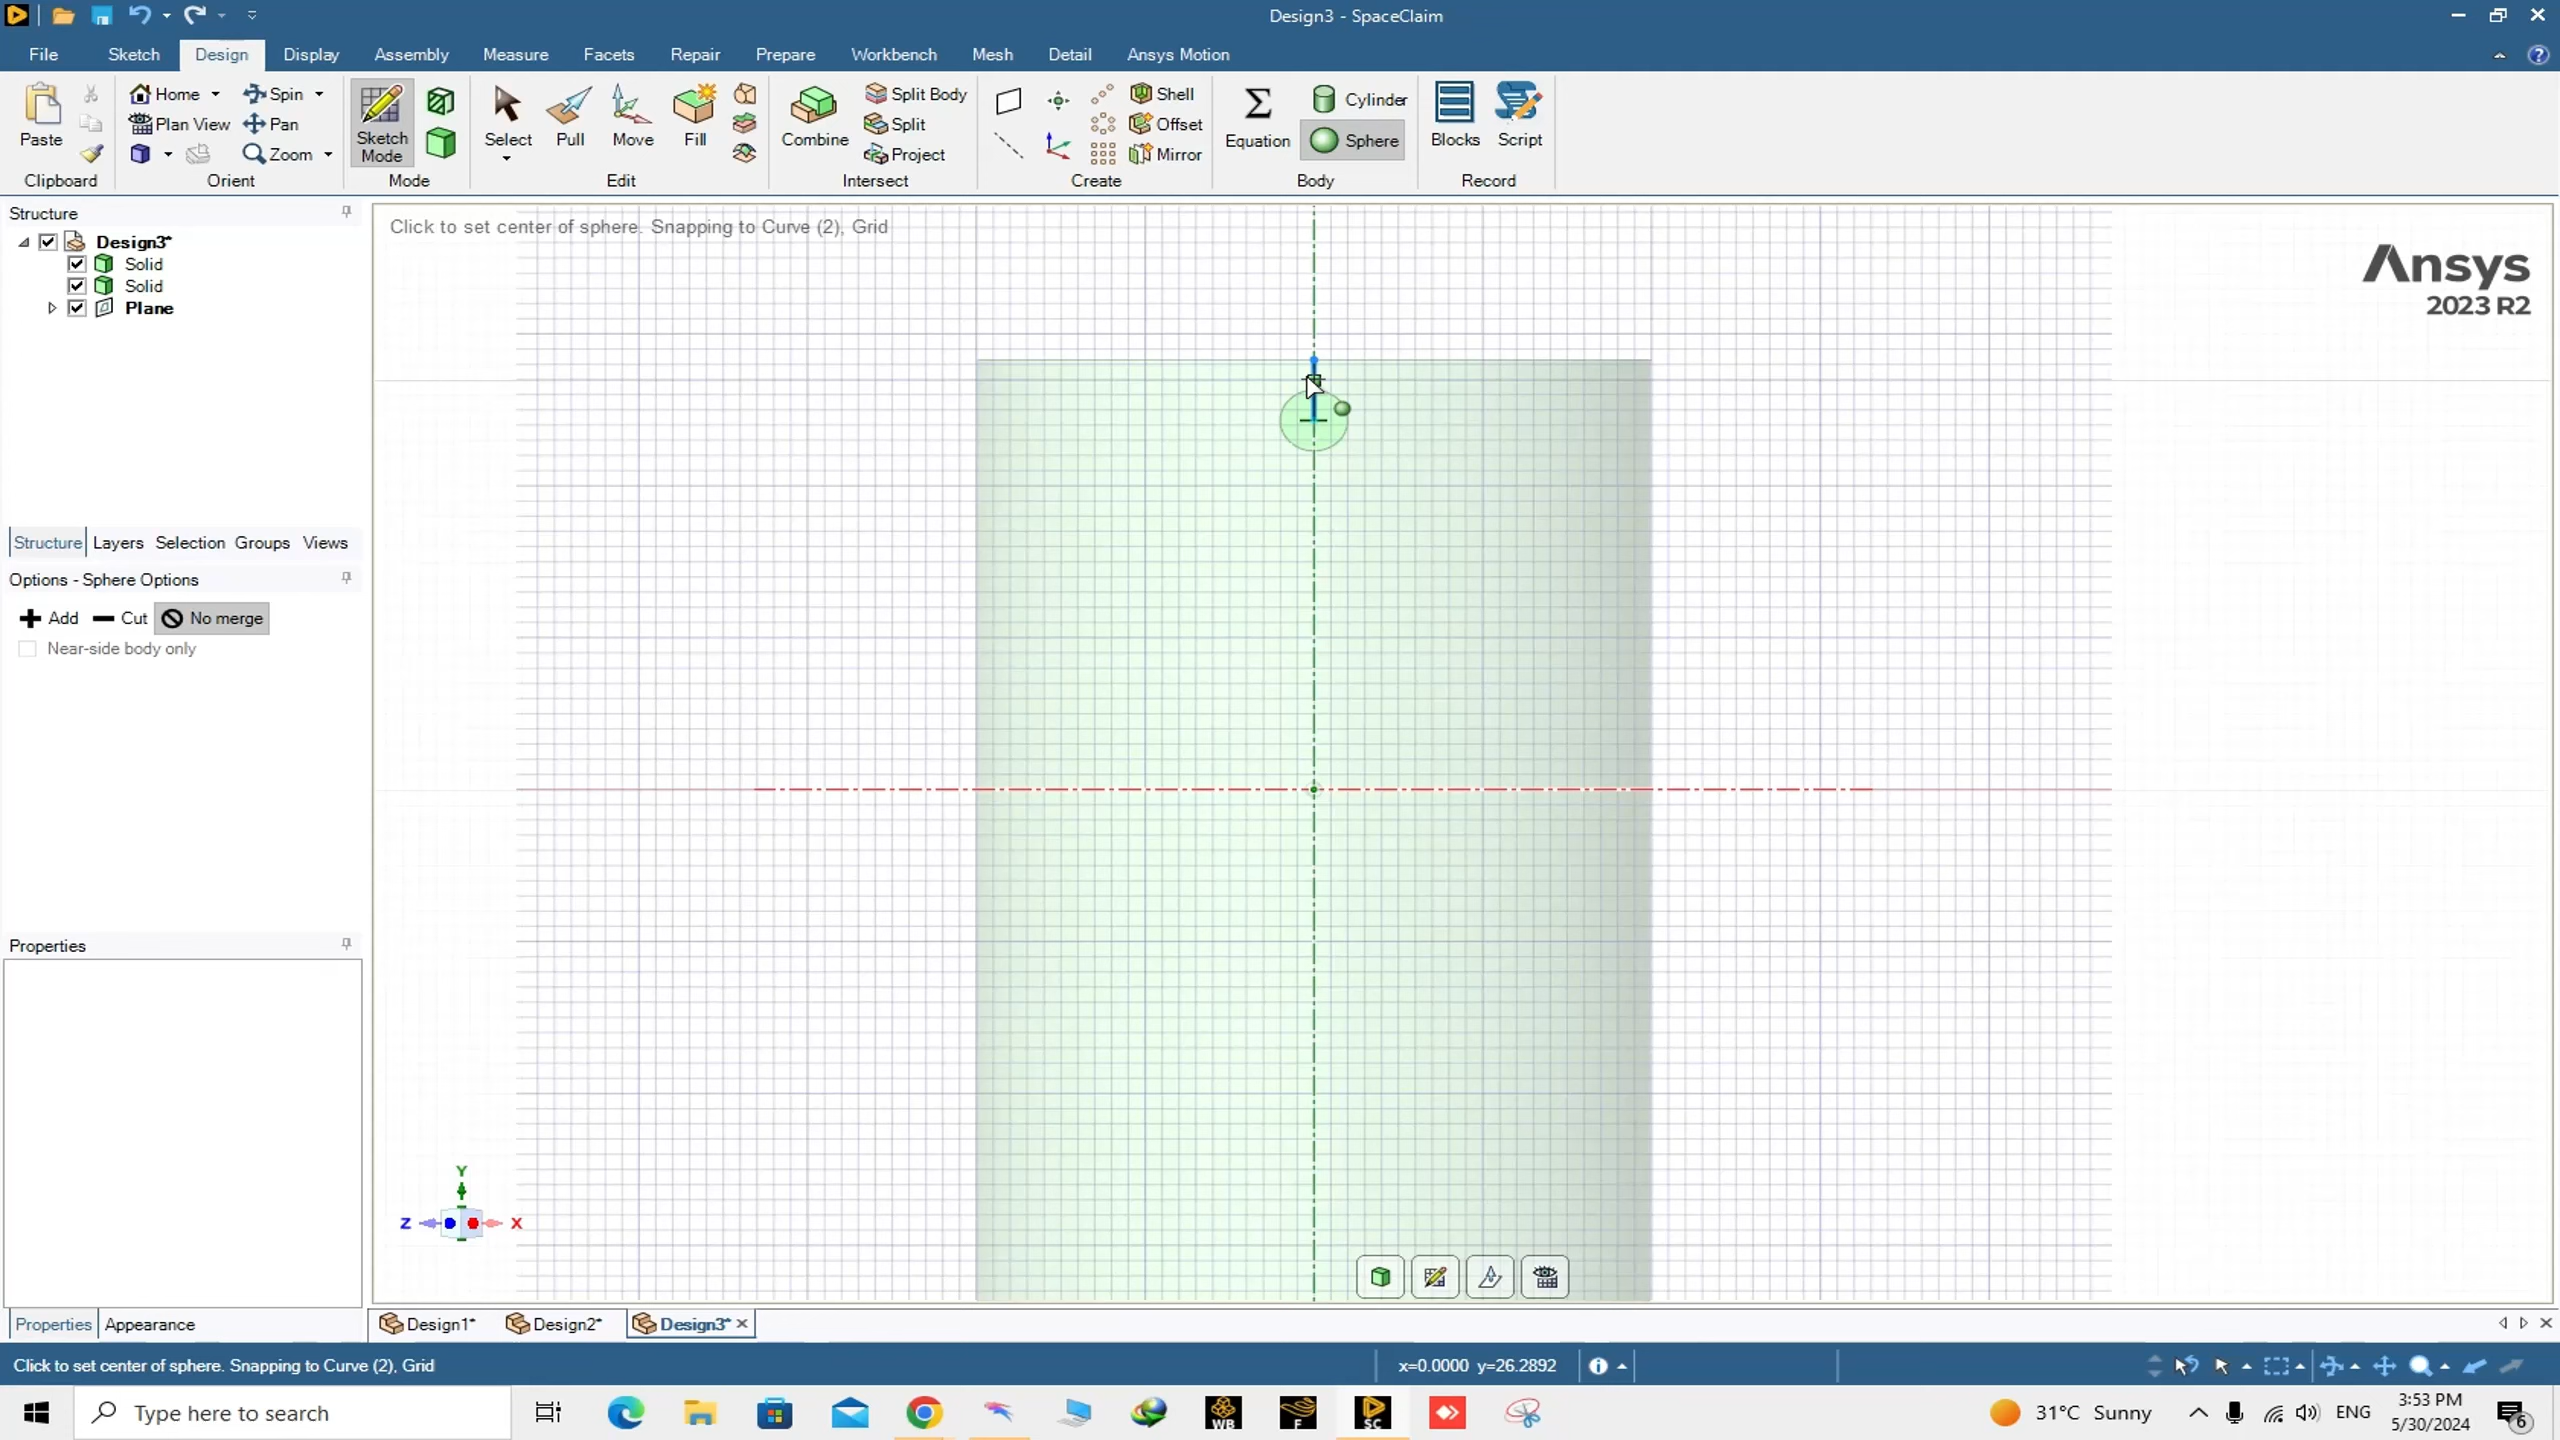 Design3 - SpaceClaim
File Sketch Design Display Assembly Measure Facets Repair Prepare Workbench Mesh Detail Ansys Motion
Paste
Clipboard
Home Spin
Plan View Pan
Zoom
Orient
Sketch Mode
Mode
Select Pull Move Fill
Edit
Combine Split Body
Split
Project
Intersect
Shell
Offset
Mirror
Create
Equation Cylinder
Sphere
Body
Blocks Script
Record
Structure
Design3*
Solid
Solid
Plane
Structure Layers Selection Groups Views
Options - Sphere Options
Add Cut No merge
Near-side body only
Properties
Properties Appearance
Click to set center of sphere. Snapping to Curve (2), Grid
Ansys
2023 R2
Y
Z X
Design1* Design2* Design3*
Click to set center of sphere. Snapping to Curve (2), Grid
x=0.0000 y=26.2892
Type here to search
WB
F
SC
31°C Sunny
ENG
3:53 PM
5/30/2024
6